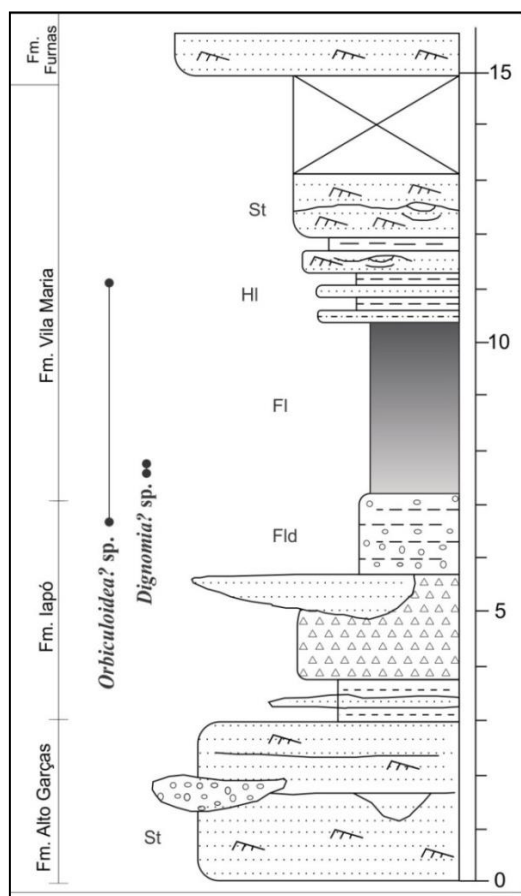 Fm. Furnas
15
St
Hl
Fm. Vila Maria
10
Fl
Orbiculoidea? sp.
Dignomia? sp.
Fld
Fm. Iapó
5
Fm. Alto Garças
St
0